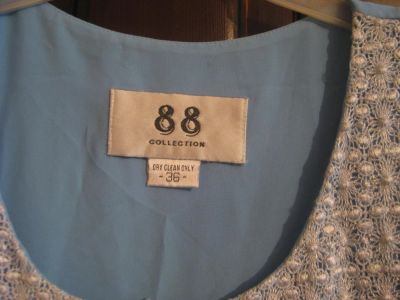 88
COLLECTION
DRY CLEAN ONLY
-36-